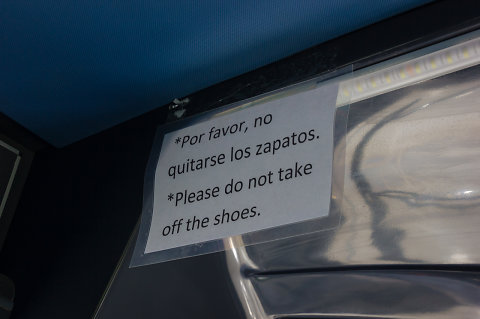 *Por favor, no
quitarse los zapatos.
*Please do not take
off the shoes.